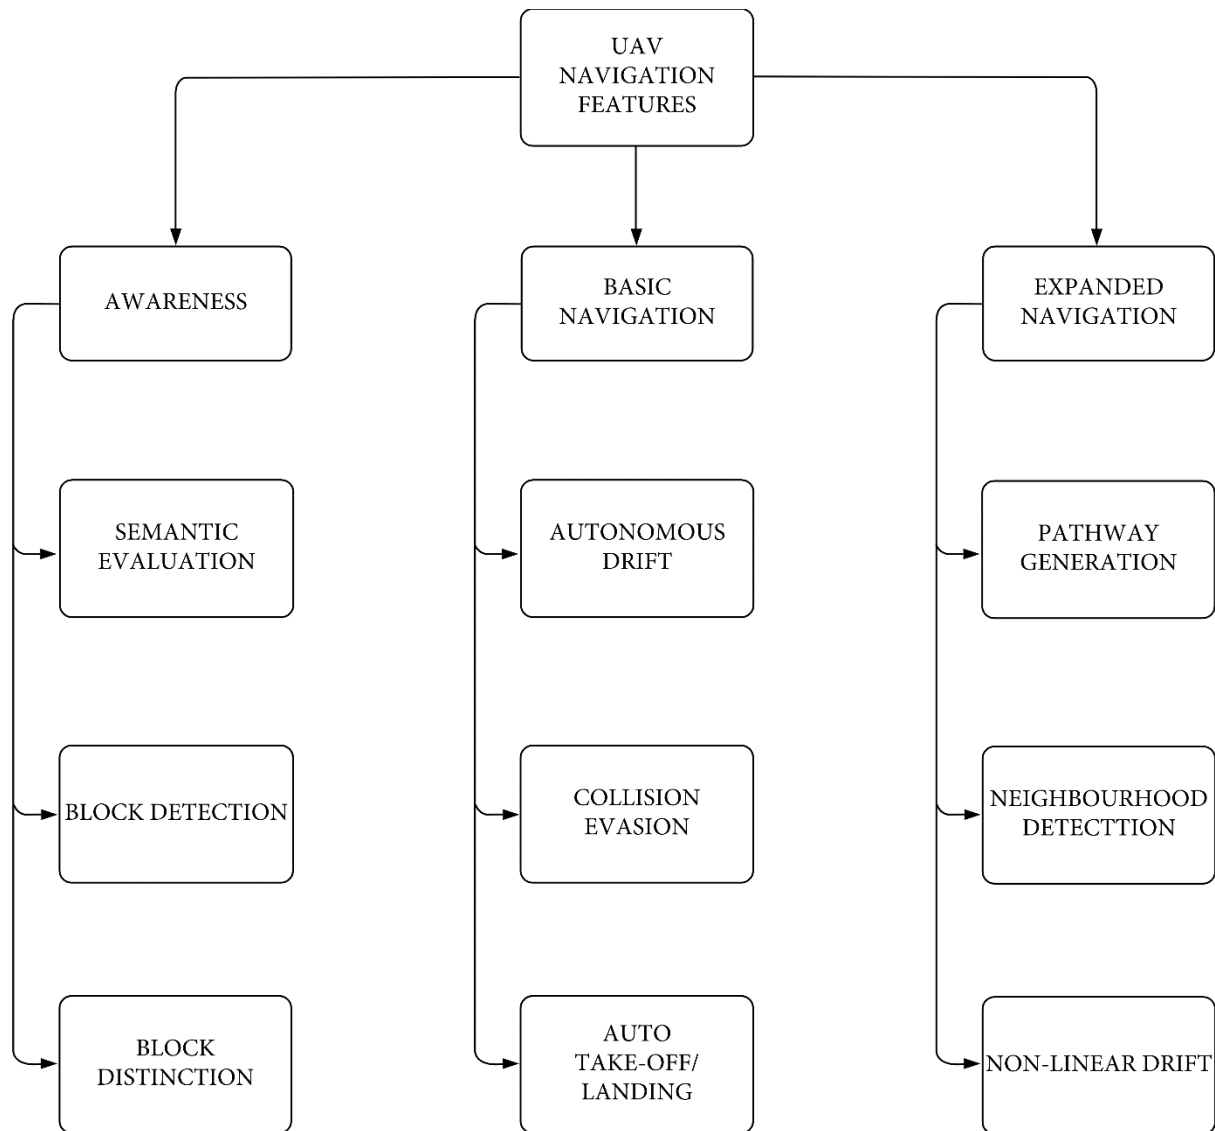 UAV
NAVIGATION
FEATURES
AWARENESS
BASIC
NAVIGATION
EXPANDED
NAVIGATION
SEMANTIC
EVALUATION
AUTONOMOUS
DRIFT
PATHWAY
GENERATION
BLOCK DETECTION
COLLISION
EVASION
NEIGHBOURHOOD
DETECTTION
BLOCK
DISTINCTION
AUTO
TAKE-OFF/
LANDING
NON-LINEAR DRIFT